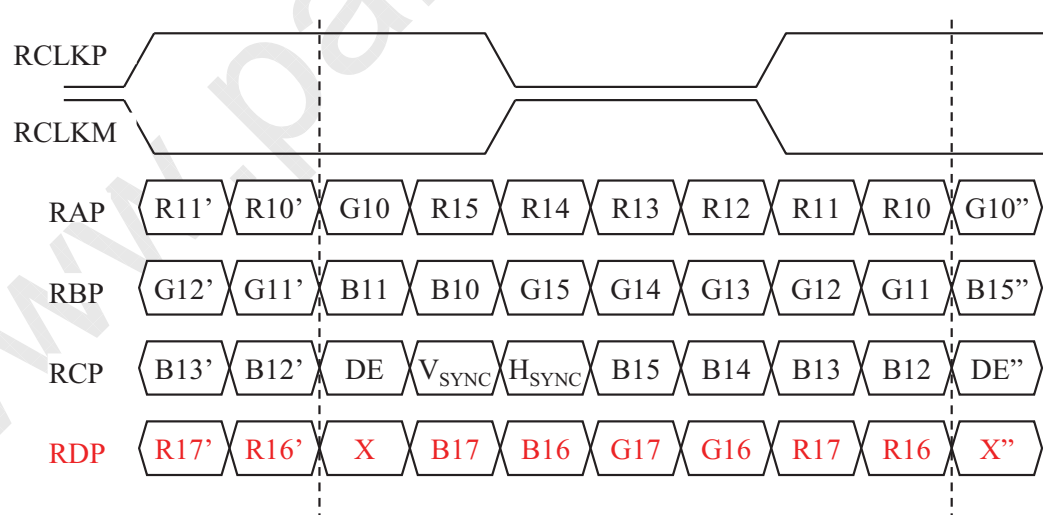 RCLKP
RCLKM
RAP R11’ R10’ G10 R15 R14 R13 R12 R11 R10 G10”
RBP G12’ G11’ B11 B10 G15 G14 G13 G12 G11 B15”
RCP B13’ B12’ DE VSYNC HSYNC B15 B14 B13 B12 DE”
RDP R17’ R16’ X B17 B16 G17 G16 R17 R16 X”